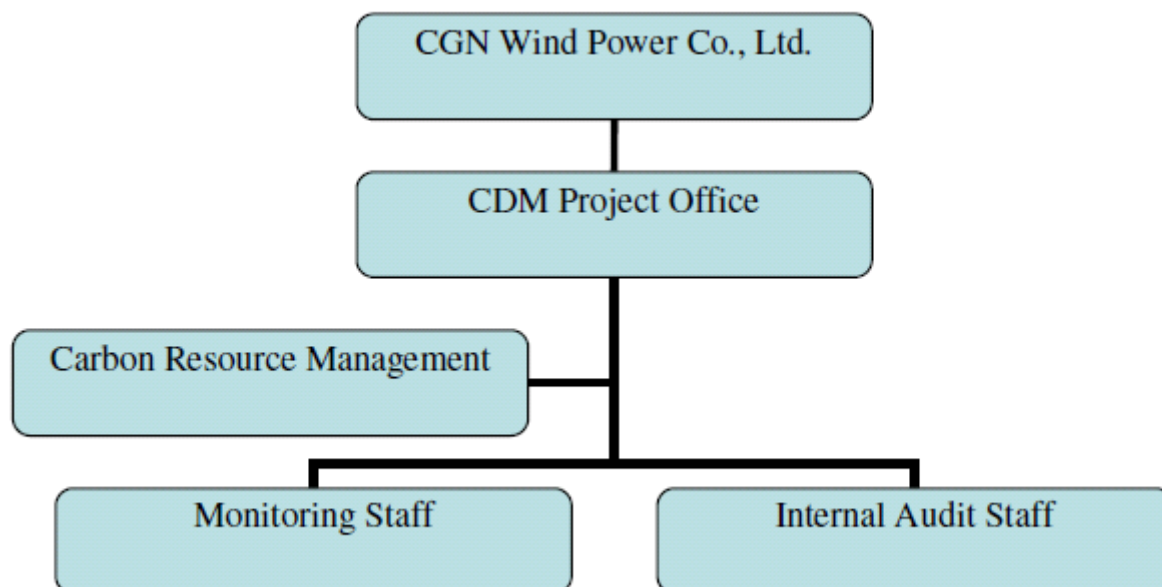 CGN Wind Power Co., Ltd.
CDM Project Office
Carbon Resource Management
Monitoring Staff
Internal Audit Staff